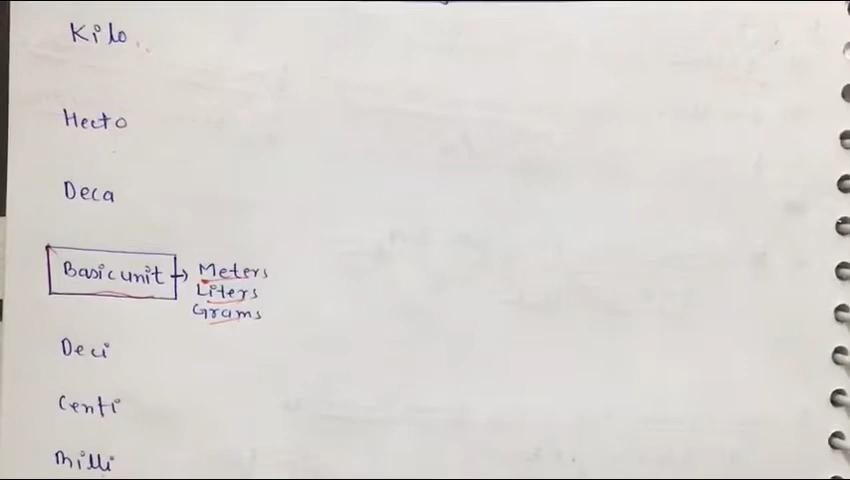 Kilo
Hecto
Deca
Basic unit → Meters
Liters
Grams
Deci
Centi
Milli